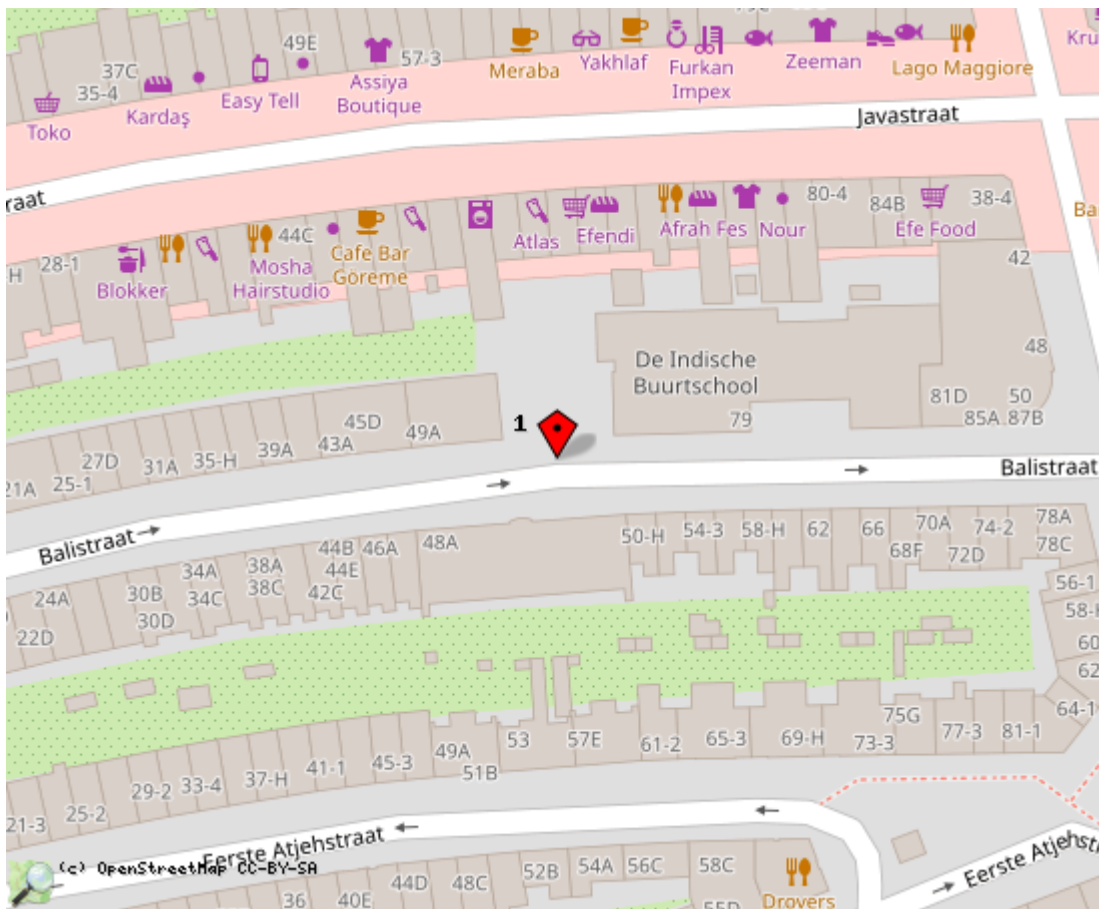 49E
57-3
37C
35-4
Toko
Kardaş
Easy Tell
Assiya
Boutique
Meraba
Yakhlaf
Furkan
Impex
Zeeman
Lago Maggiore
Kru
Javastraat
raat
80-4
84B
38-4
Ba
44C
Cafe Bar
Göreme
Atlas
Efendi
Afrah Fes
Nour
Efe Food
H
28-1
Blokker
Mosha
Hairstudio
42
De Indische
Buurtschool
48
79
81D
50
85A
87B
1
45D
49A
43A
39A
35-H
31A
27D
25-1
21A
Balistraat
Balistraat
78A
78C
74-2
70A
72D
66
68F
62
58-H
54-3
50-H
48A
46A
44B
44E
42C
38A
38C
34A
34C
30B
30D
24A
22D
56-1
58-H
60
62
64-1
81-1
77-3
75G
73-3
69-H
65-3
61-2
57E
53
51B
49A
45-3
41-1
37-H
33-4
29-2
25-2
21-3
Eerste Atjehstraat
(c) OpenStreetMap CC-BY-SA
Eerste Atjehstr
52B
54A
56C
58C
44D
48C
36
40E
55D
Drovers